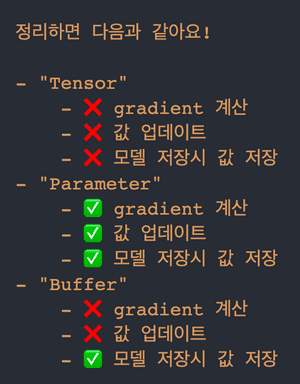 정리하면 다음과 같아요!
- "Tensor"
- ❌ gradient 계산
- ❌ 값 업데이트
- ❌ 모델 저장시 값 저장
- "Parameter"
- ✅ gradient 계산
- ✅ 값 업데이트
- ✅ 모델 저장시 값 저장
- "Buffer"
- ❌ gradient 계산
- ❌ 값 업데이트
- ✅ 모델 저장시 값 저장